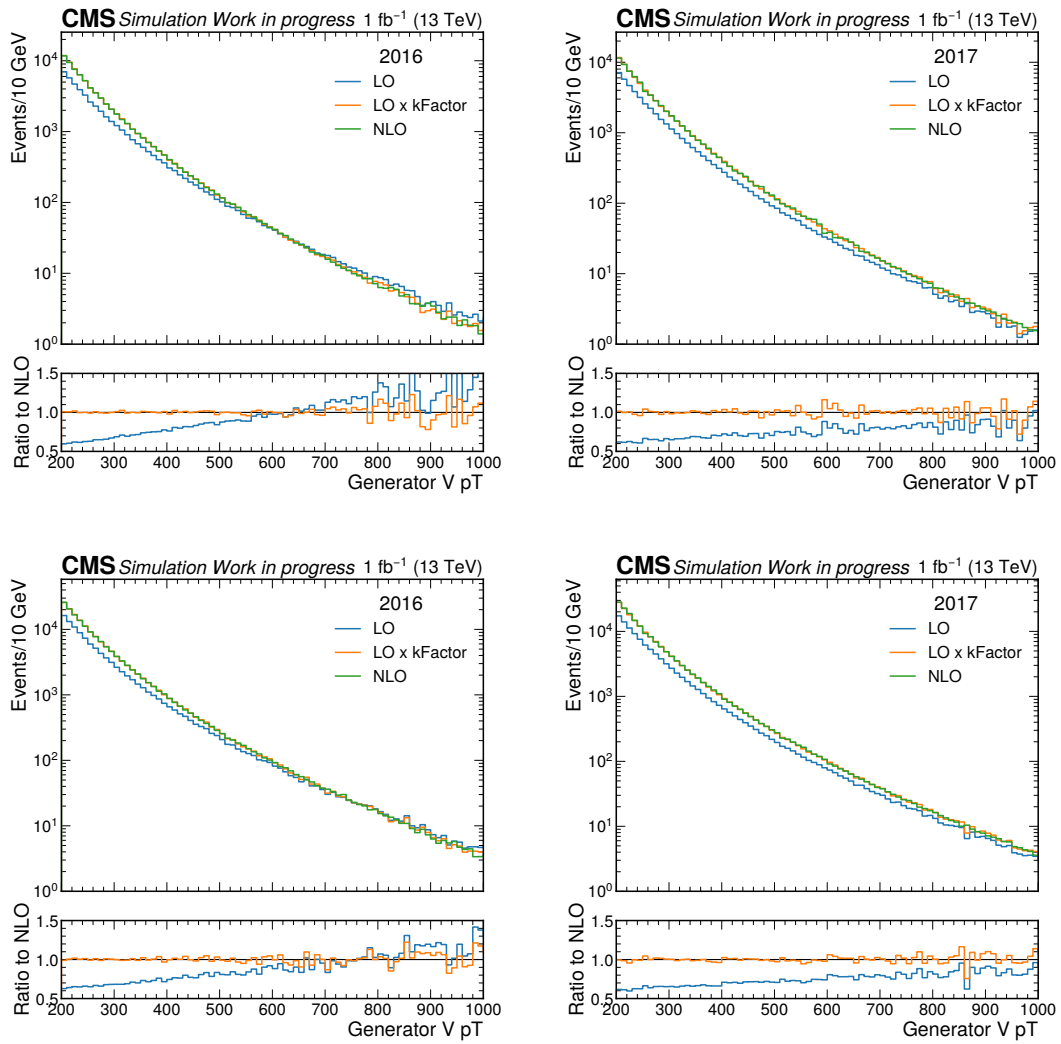 CMS Simulation Work in progress 1 fb⁻¹ (13 TeV)
2016
LO
LO x kFactor
NLO
Events/10 GeV
10⁴
10³
10²
10¹
10⁰
Ratio to NLO
1.5
1.0
0.5
200 300 400 500 600 700 800 900 1000
Generator V pT
CMS Simulation Work in progress 1 fb⁻¹ (13 TeV)
2017
LO
LO x kFactor
NLO
Events/10 GeV
10⁴
10³
10²
10¹
10⁰
Ratio to NLO
1.5
1.0
0.5
200 300 400 500 600 700 800 900 1000
Generator V pT
CMS Simulation Work in progress 1 fb⁻¹ (13 TeV)
2016
LO
LO x kFactor
NLO
Events/10 GeV
10⁴
10³
10²
10¹
10⁰
Ratio to NLO
1.5
1.0
0.5
200 300 400 500 600 700 800 900 1000
Generator V pT
CMS Simulation Work in progress 1 fb⁻¹ (13 TeV)
2017
LO
LO x kFactor
NLO
Events/10 GeV
10⁴
10³
10²
10¹
10⁰
Ratio to NLO
1.5
1.0
0.5
200 300 400 500 600 700 800 900 1000
Generator V pT